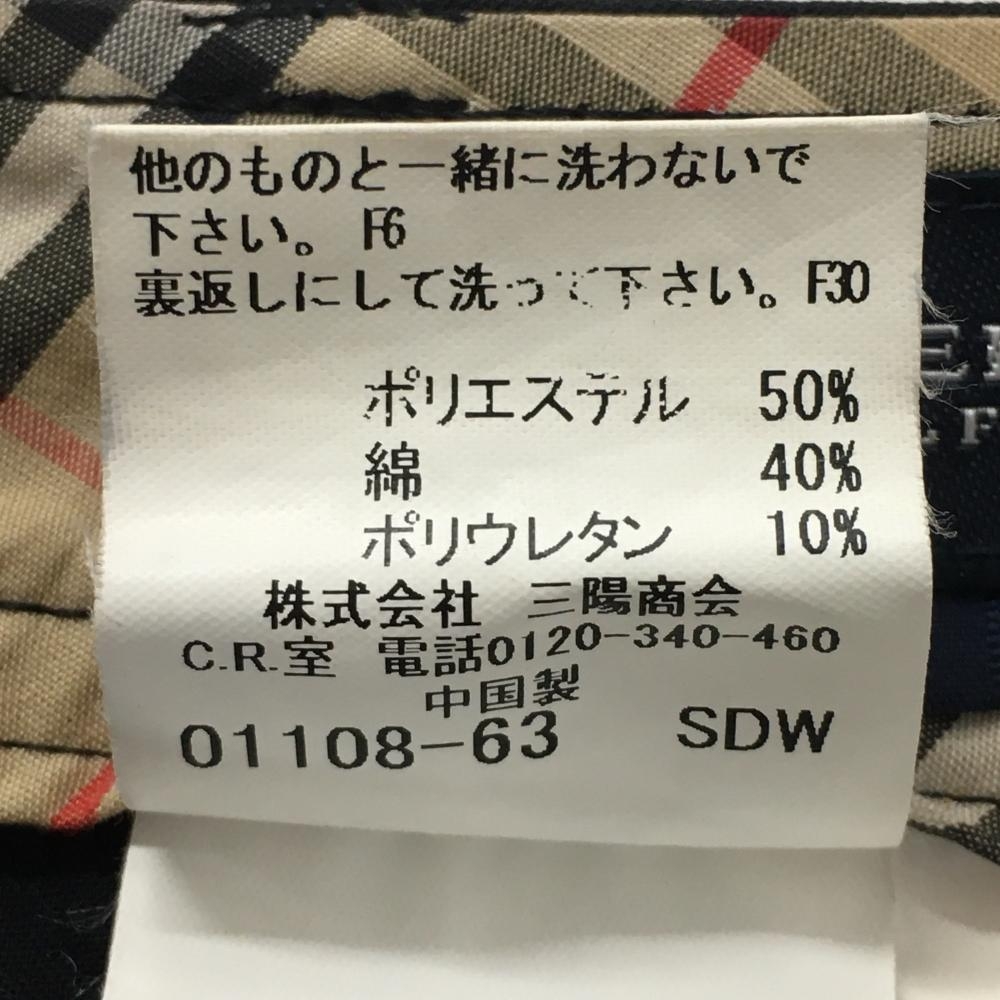 他のものと一緒に洗わないで
下さい。 F6
裏返しにして洗って下さい。F30
ポリエステル 50%
綿 40%
ポリウレタン 10%
株式会社 三陽商会
C.R.室 電話0120-340-460
中国製
01108-63 SDW